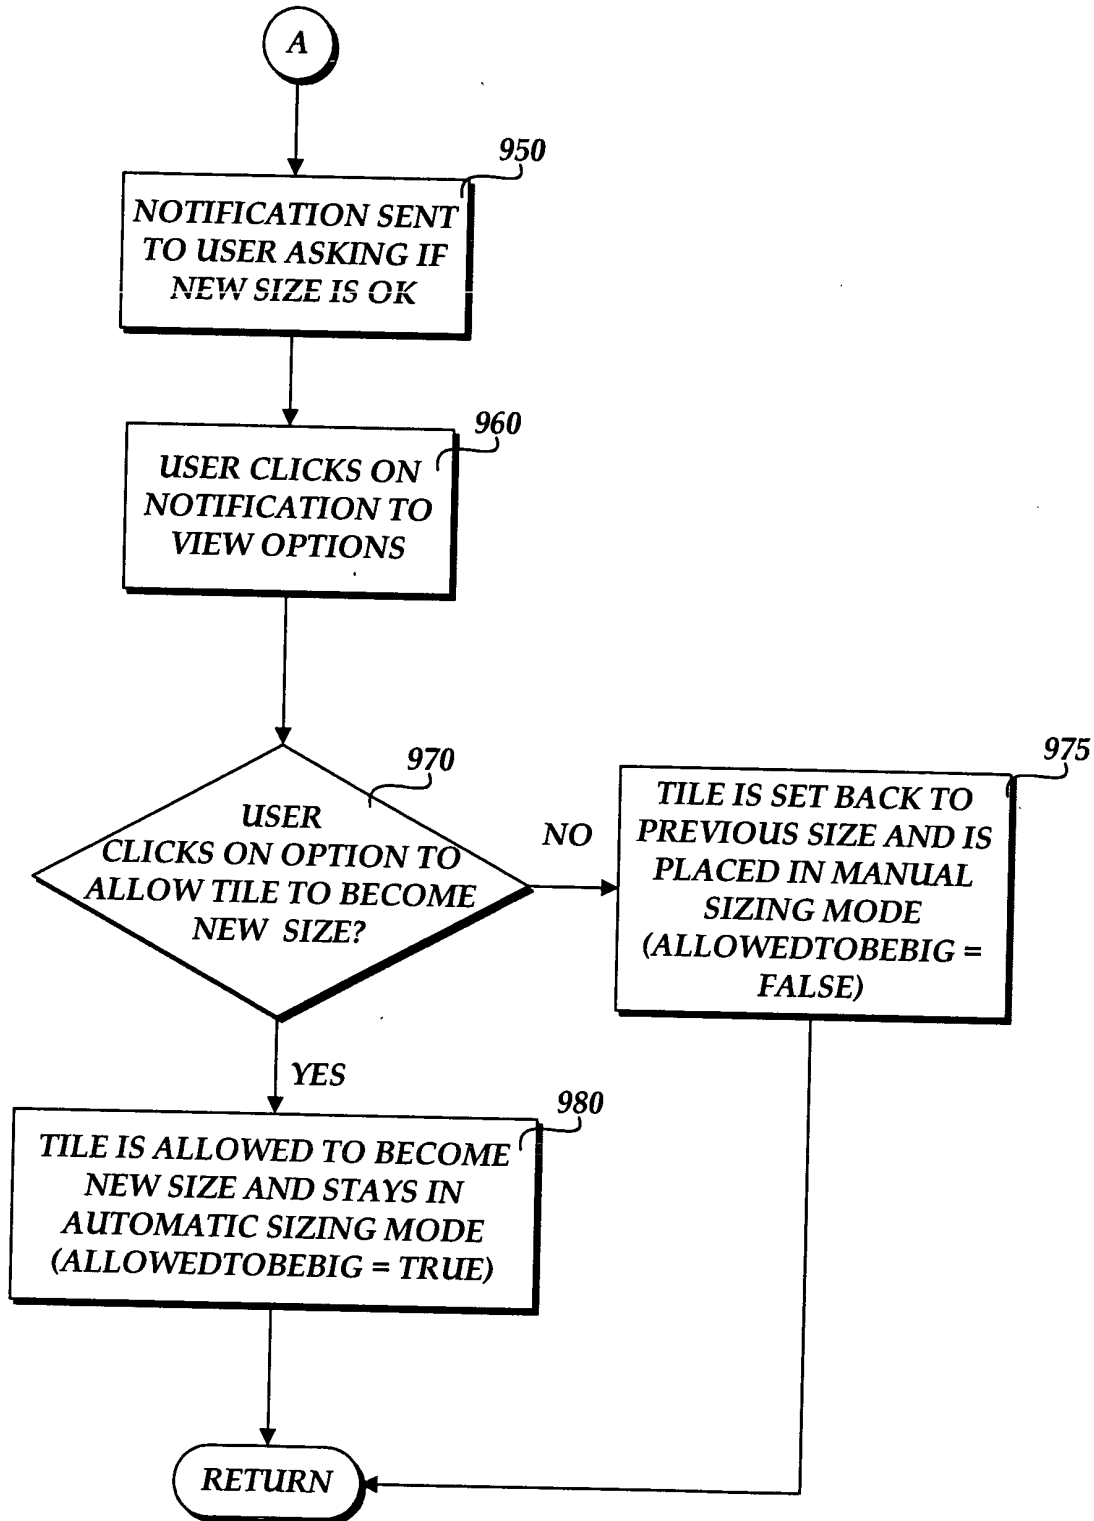 A
950
NOTIFICATION SENT
TO USER ASKING IF
NEW SIZE IS OK
960
USER CLICKS ON
NOTIFICATION TO
VIEW OPTIONS
970
USER
CLICKS ON OPTION TO
ALLOW TILE TO BECOME
NEW SIZE?
NO
975
TILE IS SET BACK TO
PREVIOUS SIZE AND IS
PLACED IN MANUAL
SIZING MODE
(ALLOWEDTOBEBIG =
FALSE)
YES
980
TILE IS ALLOWED TO BECOME
NEW SIZE AND STAYS IN
AUTOMATIC SIZING MODE
(ALLOWEDTOBEBIG = TRUE)
RETURN